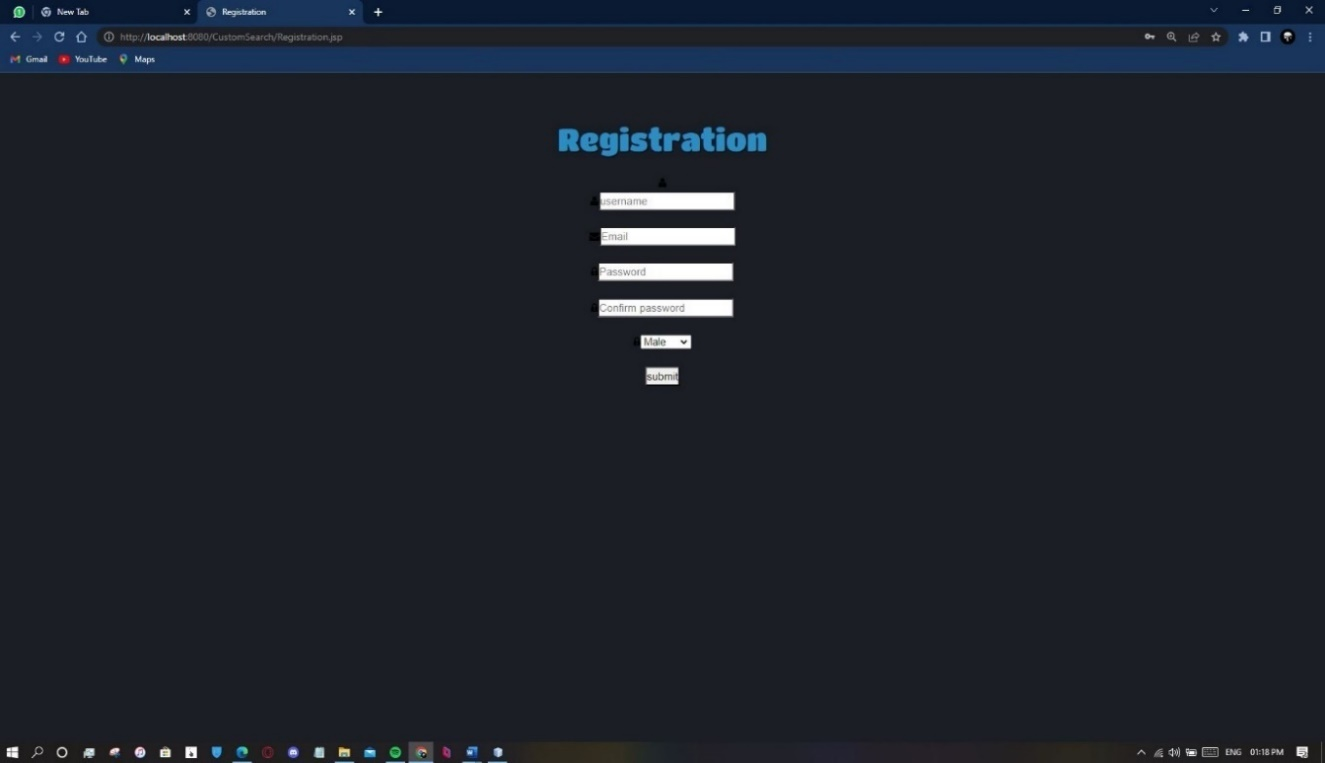 New Tab
Registration
http://localhost:8080/CustomSearch/Registration.jsp
Gmail YouTube Maps
Registration
username
Email
Password
Confirm password
Male
submit
ENG 01:18 PM